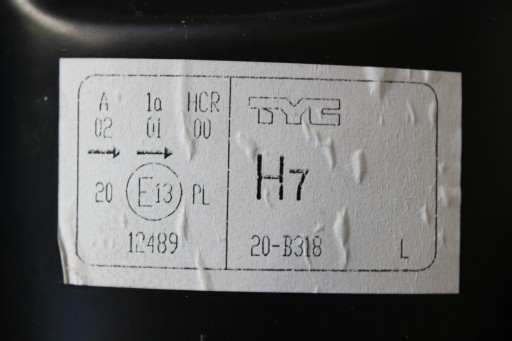 A 1a HCR
02 01 00
20 E13 PL
12489
TYC
H7
20-B318 L